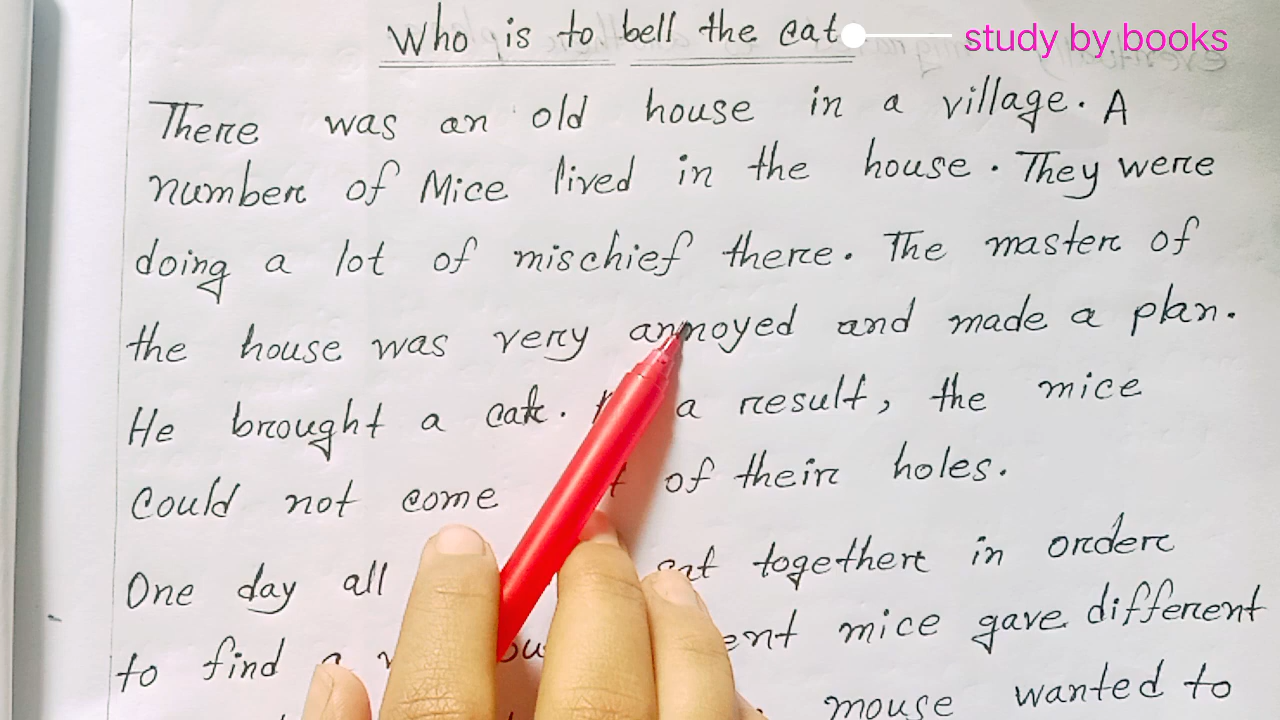 Who is to bell the cat
study by books
There was an old house in a village. A
number of Mice lived in the house. They were
doing a lot of mischief there. The master of
the house was very annoyed and made a plan.
He brought a cat. a result, the mice
could not come of their holes.
One day all together in order
to find a mice gave different
mouse wanted to